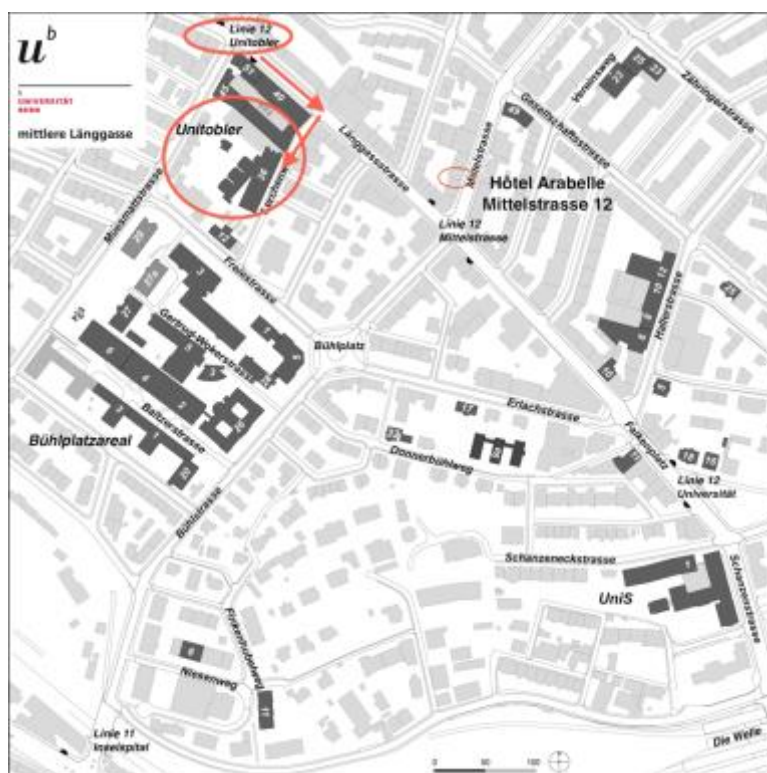 u b
Linie 12
Unitobler
UNIVERSITÄT
BERN
mittlere Länggasse
Unitobler
Länggassstrasse
Mittelstrasse
Gesellschaftsstrasse
Vereinsweg
Zähringerstrasse
Hôtel Arabelle
Mittelstrasse 12
Linie 12
Mittelstrasse
Muesmattstrasse
Freiestrasse
Gertrud-Wokerstrasse
Bühlplatz
Hallerstrasse
Erlachstrasse
Falkenplatz
Baltzerstrasse
Bühlplatzareal
Donnerbühlweg
Linie 12
Universität
Bühlstrasse
Schanzeneckstrasse
UniS
Schanzenstrasse
Finkenhubelweg
Niesenweg
Linie 11
Inselspital
Die Welle
0 50 100